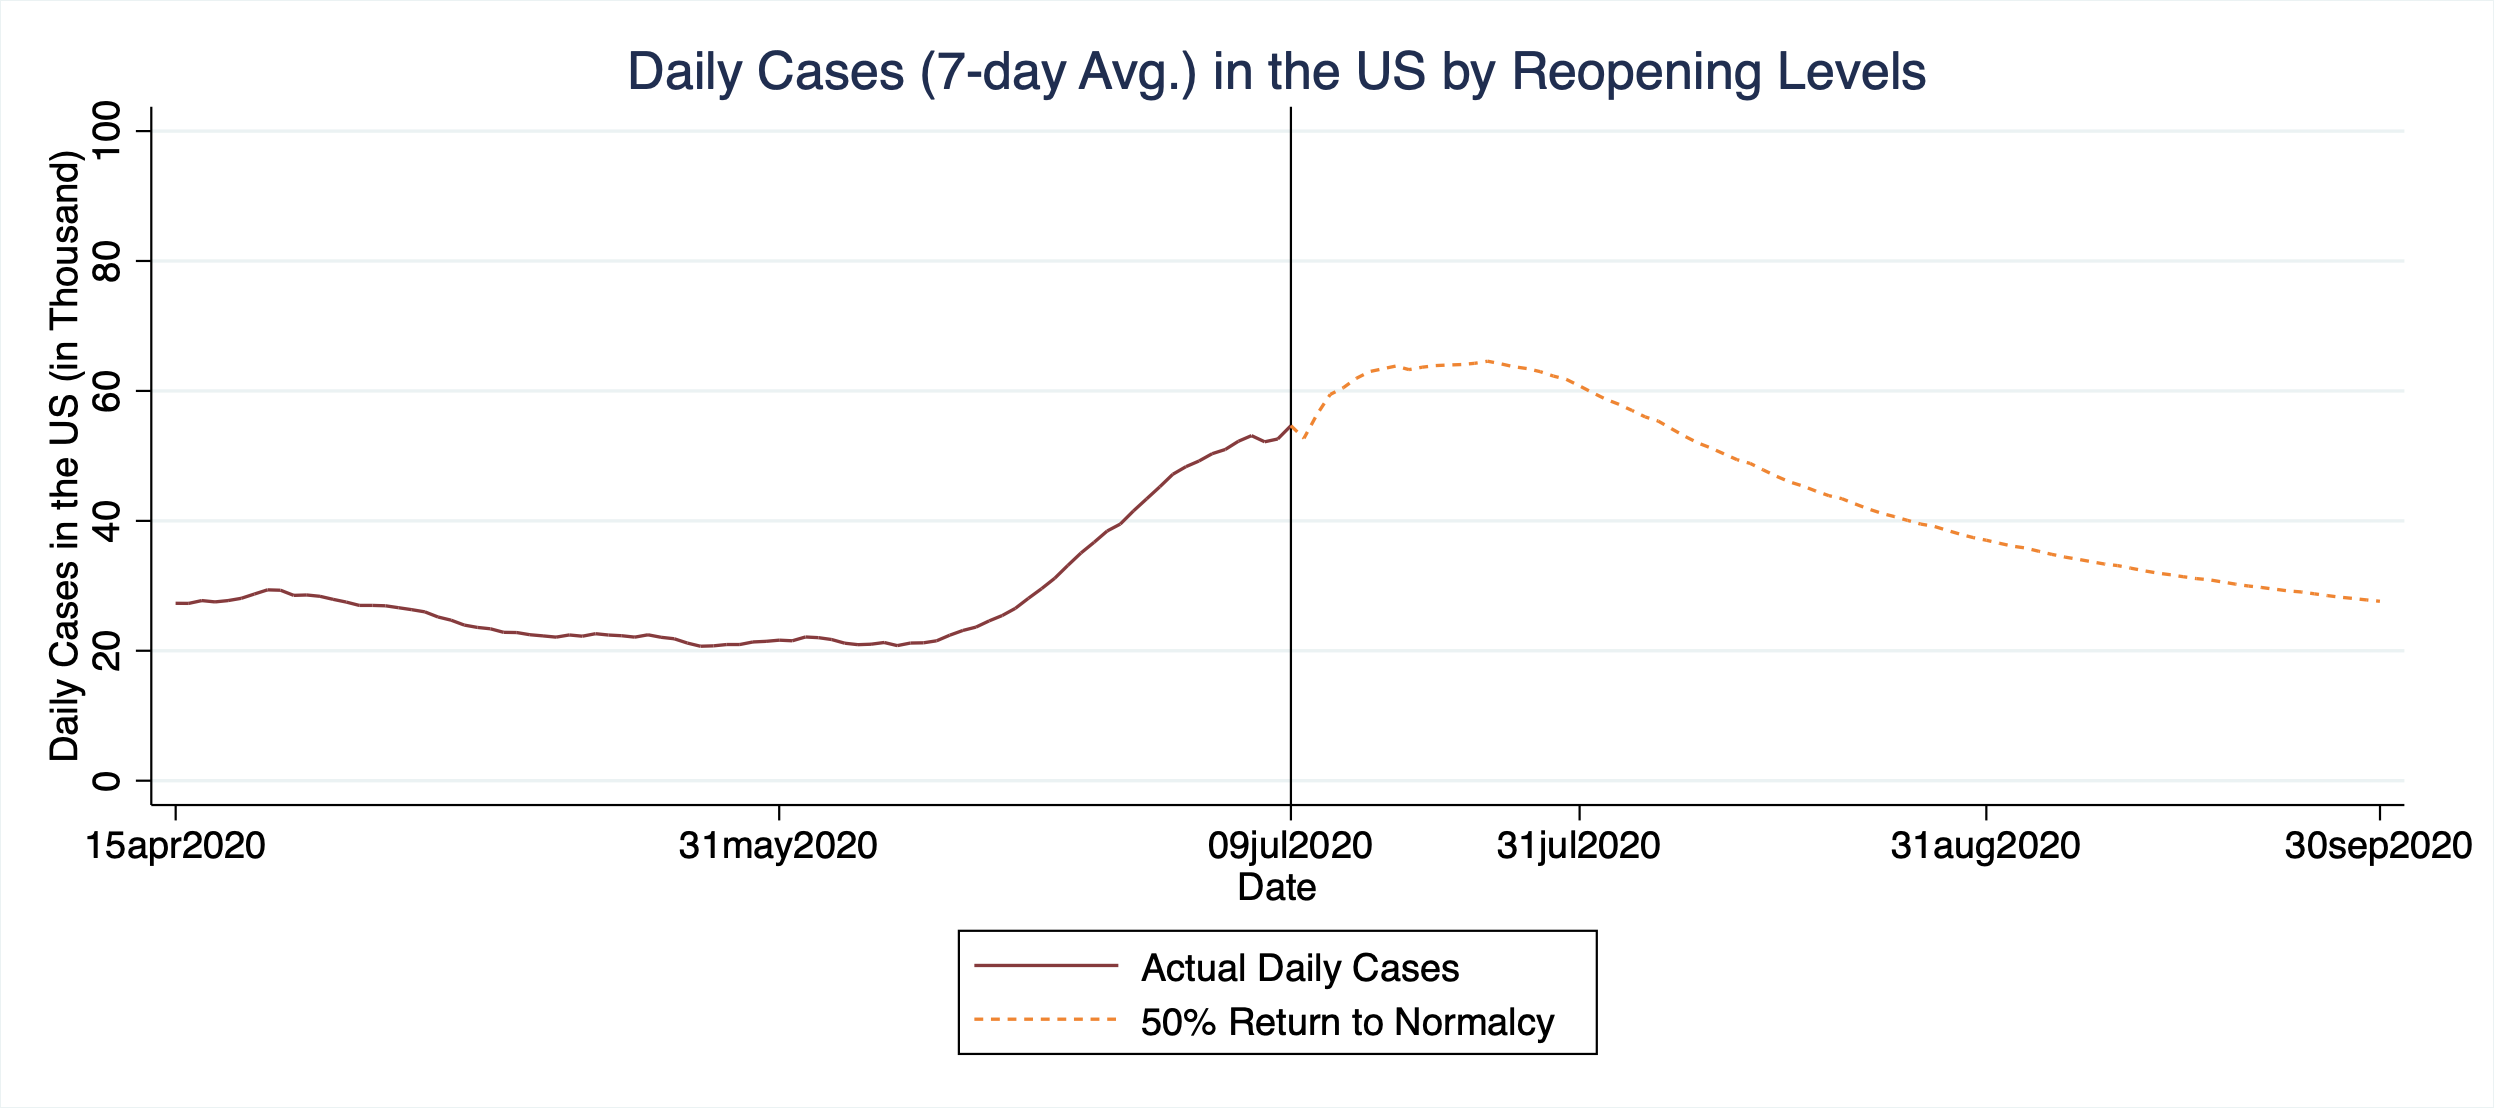 Daily Cases (7-day Avg.) in the US by Reopening Levels
Daily Cases in the US (in Thousand)
100
80
60
40
20
0
15apr2020 31may2020 09jul2020 31jul2020 31aug2020 30sep2020
Date
Actual Daily Cases
50% Return to Normalcy